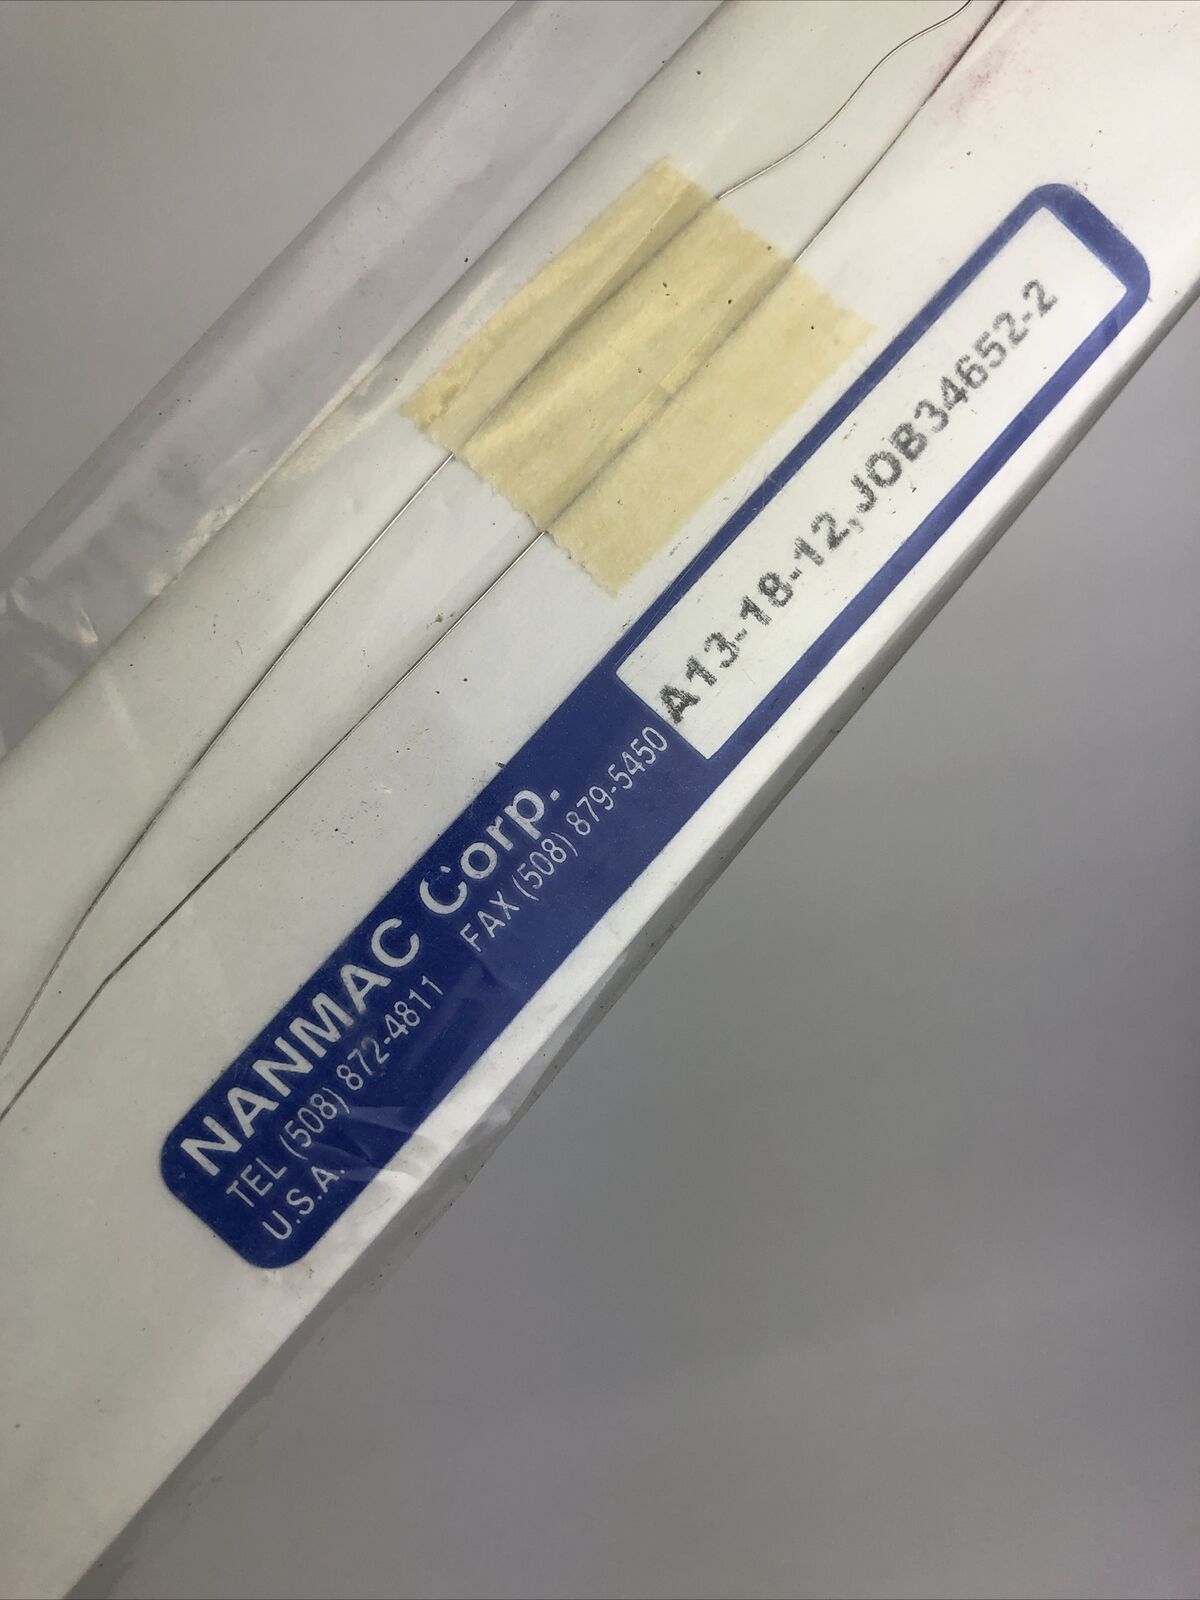 NANMAC Corp.
TEL (508) 872-4811 FAX (508) 879-5450
U.S.A.
A13-18-12,JOB34652-2